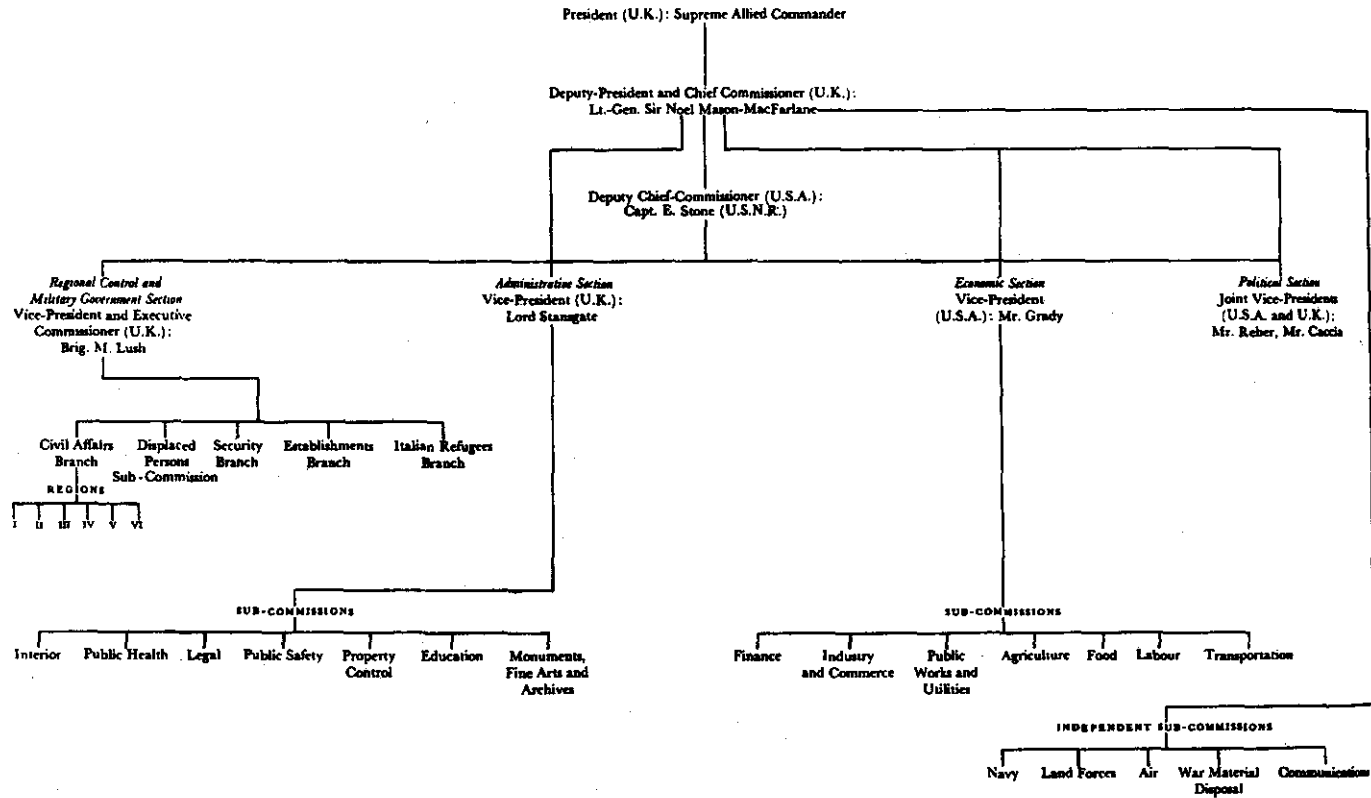 President (U.K.): Supreme Allied Commander
Deputy-President and Chief Commissioner (U.K.):
Lt.-Gen. Sir Noel Mason-MacFarlane
Deputy Chief-Commissioner (U.S.A.):
Capt. E. Stone (U.S.N.R.)
Regional Control and
Military Government Section
Vice-President and Executive
Commissioner (U.K.):
Brig. M. Lush
Administrative Section
Vice-President (U.K.):
Lord Stansgate
Economic Section
Vice-President
(U.S.A.): Mr. Grady
Political Section
Joint Vice-Presidents
(U.S.A. and U.K.):
Mr. Reber, Mr. Caccia
Civil Affairs
Branch
Displaced
Persons
Sub-Commission
Security
Branch
Establishments
Branch
Italian Refugees
Branch
REGIONS
I II III IV V VI
SUB-COMMISSIONS
Interior
Public Health
Legal
Public Safety
Property
Control
Education
Monuments,
Fine Arts and
Archives
SUB-COMMISSIONS
Finance
Industry
and Commerce
Public
Works and
Utilities
Agriculture
Food
Labour
Transportation
INDEPENDENT SUB-COMMISSIONS
Navy
Land Forces
Air
War Material
Disposal
Communication